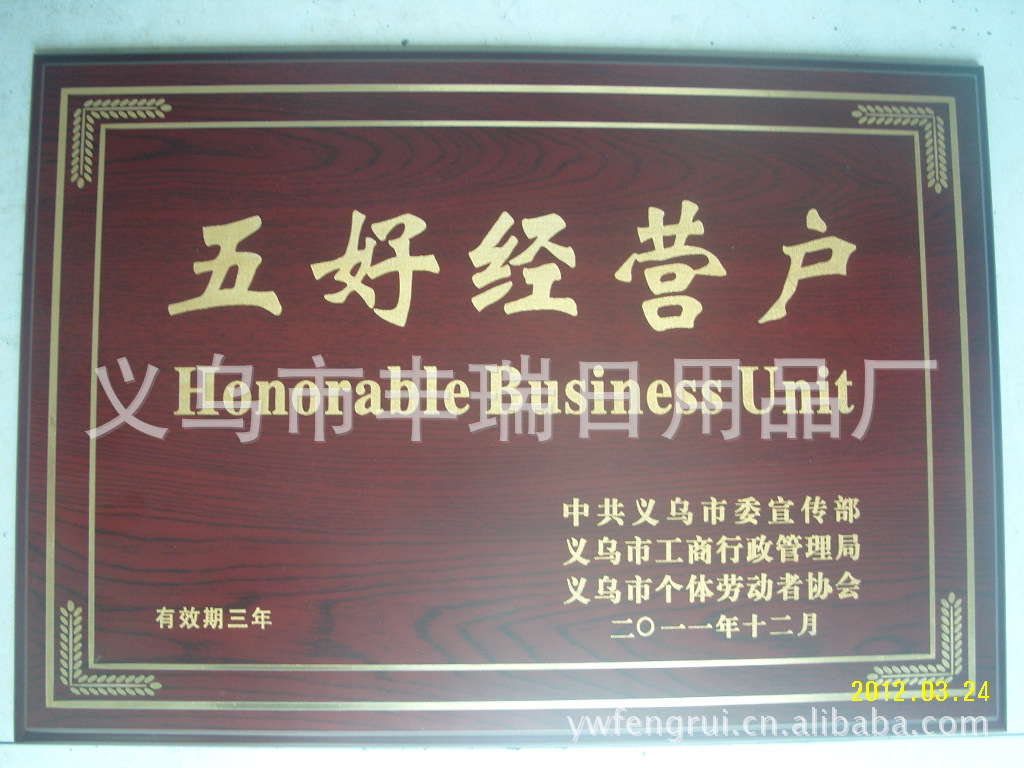 五好经营户
Honorable Business Unit
义乌市丰瑞日用品厂
中共义乌市委宣传部
义乌市工商行政管理局
义乌市个体劳动者协会
有效期三年
二〇一一年十二月
2012.03.24
ywfengrui.cn.alibaba.com